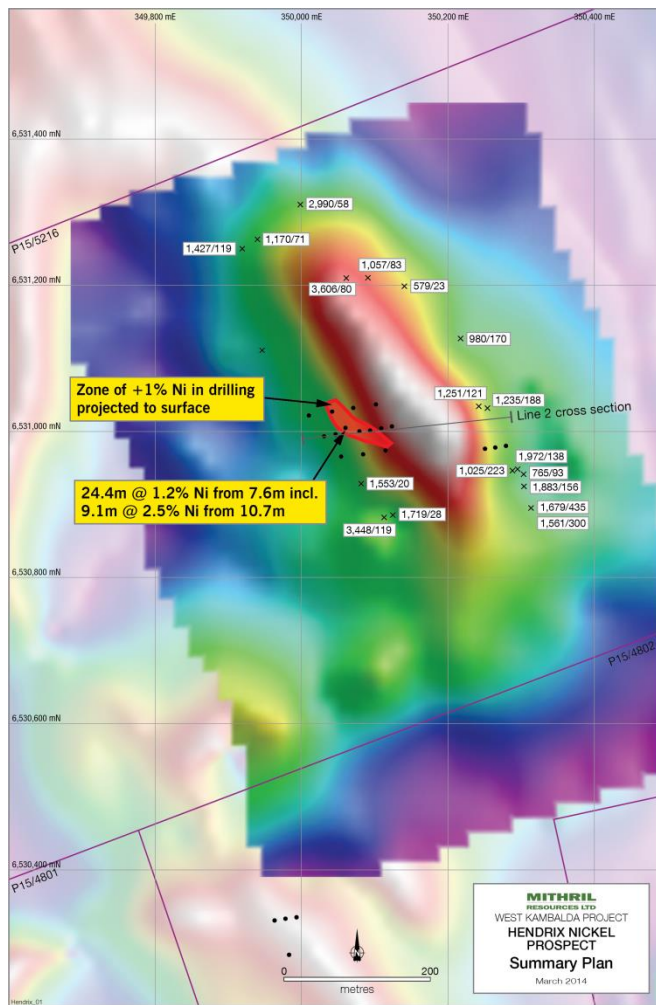 349,800 mE
350,000 mE
350,200 mE
350,400 mE
6,531,400 mN
P15/5216
2,990/58
1,170/71
1,427/119
1,057/83
3,606/80
579/23
6,531,200 mN
980/170
Zone of +1% Ni in drilling
projected to surface
1,251/121
1,235/188
Line 2 cross section
6,531,000 mN
1,972/138
1,025/223
765/93
1,883/156
24.4m @ 1.2% Ni from 7.6m incl.
9.1m @ 2.5% Ni from 10.7m
1,553/20
1,719/28
3,448/119
1,679/435
1,561/300
6,530,800 mN
P15/4802
6,530,600 mN
6,530,400 mN
P15/4801
MITHRIL
RESOURCES LTD
WEST KAMBALDA PROJECT
HENDRIX NICKEL
PROSPECT
Summary Plan
March 2014
0
200
metres
Hendrix_01